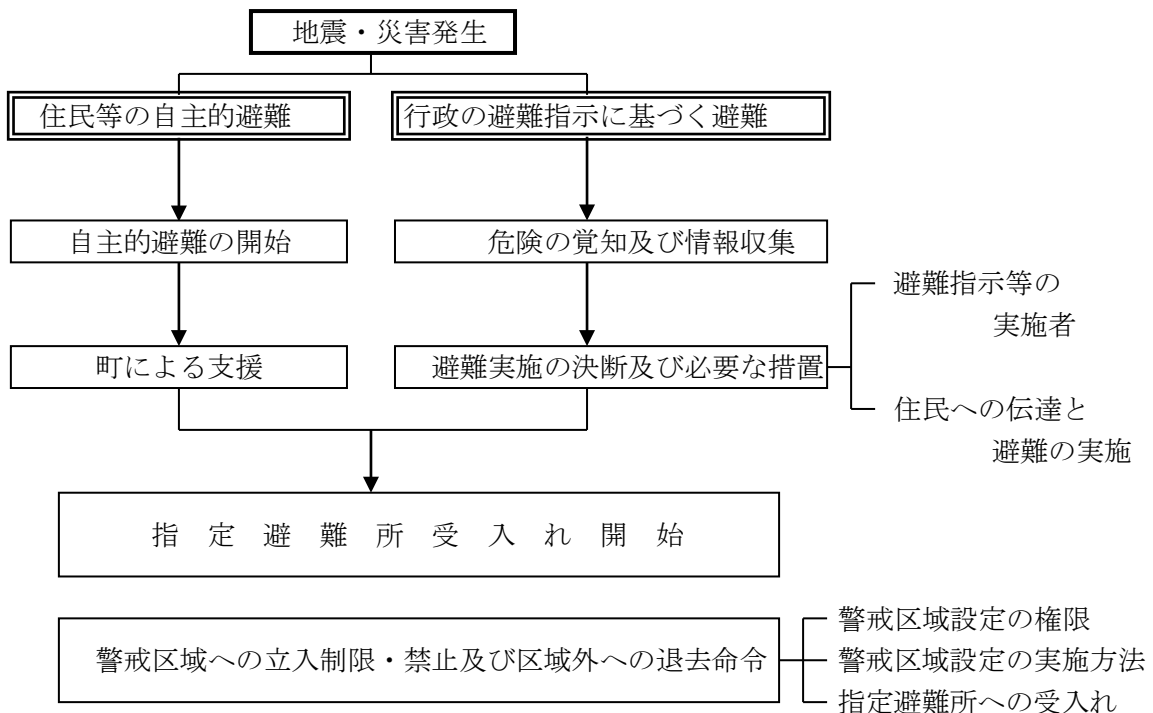 地震・災害発生
住民等の自主的避難
行政の避難指示に基づく避難
自主的避難の開始
危険の覚知及び情報収集
避難指示等の
実施者
町による支援
避難実施の決断及び必要な措置
住民への伝達と
避難の実施
指定避難所受入れ開始
警戒区域への立入制限・禁止及び区域外への退去命令
警戒区域設定の権限
警戒区域設定の実施方法
指定避難所への受入れ